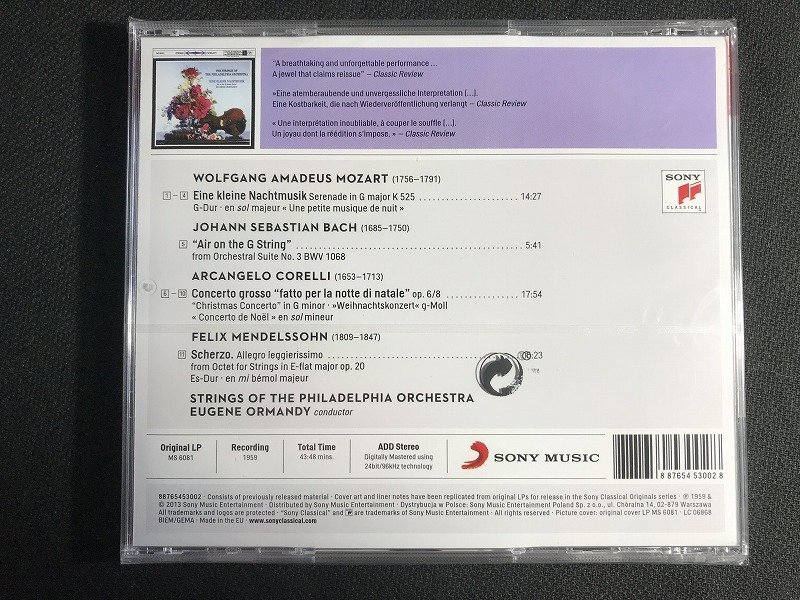 THE STRINGS OF
THE PHILADELPHIA ORCHESTRA
"A breathtaking and unforgettable performance ...
A jewel that claims reissue" – Classic Review
»Eine atemberaubende und unvergessliche Interpretation [...].
Eine Kostbarkeit, die nach Wiederveröffentlichung verlangt – Classic Review
« Une interprétation inoubliable, à couper le souffle [...].
Un joyau dont la réédition s'impose. » – Classic Review
WOLFGANG AMADEUS MOZART (1756–1791)
1 – 4 Eine kleine Nachtmusik Serenade in G major K 525 14:27
G-Dur · en sol majeur « Une petite musique de nuit »
SONY
CLASSICAL
JOHANN SEBASTIAN BACH (1685–1750)
5 "Air on the G String" 5:41
from Orchestral Suite No. 3 BWV 1068
ARCANGELO CORELLI (1653–1713)
6 – 10 Concerto grosso "fatto per la notte di natale" op. 6/8 17:54
"Christmas Concerto" in G minor · »Weihnachtskonzert« g-Moll
« Concerto de Noël » en sol mineur
FELIX MENDELSSOHN (1809–1847)
11 Scherzo. Allegro leggierissimo :23
from Octet for Strings in E-flat major op. 20
Es-Dur · en mi bémol majeur
STRINGS OF THE PHILADELPHIA ORCHESTRA
EUGENE ORMANDY conductor
Original LP
MS 6081
Recording
1959
Total Time
43:48 mins.
ADD Stereo
Digitally Mastered using
24bit/96kHz technology
SONY MUSIC
8 87654 53002 8
88765453002 · Consists of previously released material · Cover art and liner notes have been replicated from original LPs for release in the Sony Classical Originals series · ℗ 1959 &
© 2013 Sony Music Entertainment · Distributed by Sony Music Entertainment · Dystrybucja w Polsce: Sony Music Entertainment Poland Sp. z o.o., ul. Chóralna 14, 02-879 Warszawa
All trademarks and logos are protected. "Sony Classical" and are trademarks of Sony Music Entertainment · All rights reserved · Picture cover: original cover LP MS 6081 · LC 06868
BIEM/GEMA · Made in the EU · www.sonyclassical.com